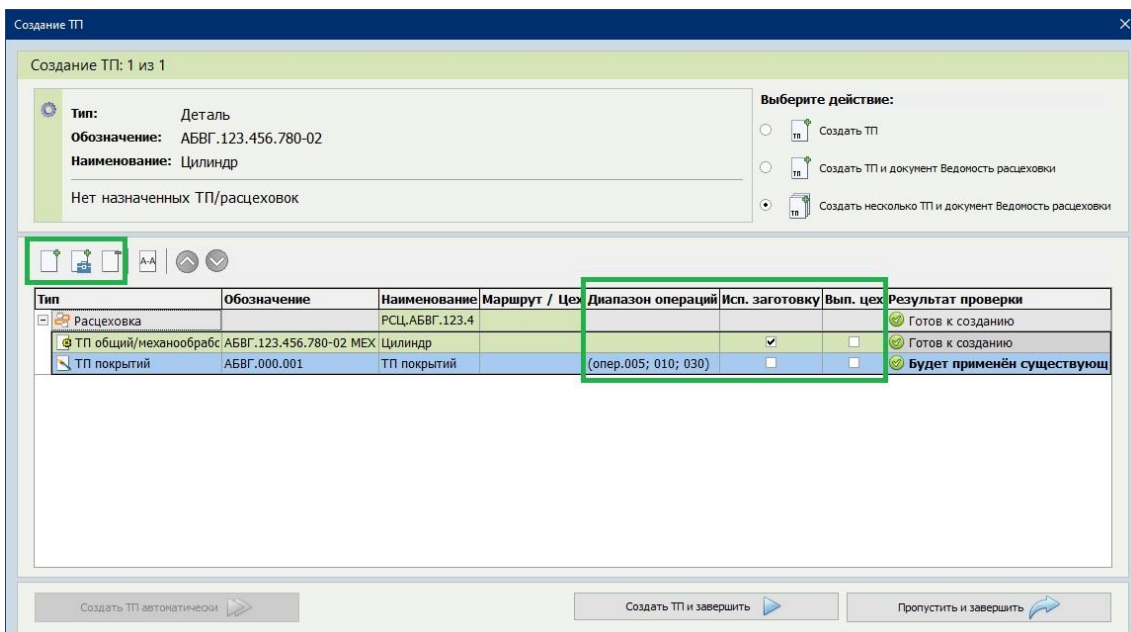 Создание ТП
Создание ТП: 1 из 1
Тип: Деталь
Обозначение: АБВГ.123.456.780-02
Наименование: Цилиндр
Нет назначенных ТП/расцеховок
Выберите действие:
тп Создать ТП
тп Создать ТП и документ Ведомость расцеховки
тп Создать несколько ТП и документ Ведомость расцеховки
А-А
Тип Обозначение Наименование Маршрут / Цех Диапазон операций Исп. заготовку Вып. цех Результат проверки
Расцеховка РСЦ.АБВГ.123.4 Готов к созданию
ТП общий/механообрабс АБВГ.123.456.780-02 МЕХ Цилиндр Готов к созданию
ТП покрытий АБВГ.000.001 ТП покрытий (опер.005; 010; 030) Будет применён существующ
Создать ТП автоматически Создать ТП и завершить Пропустить и завершить